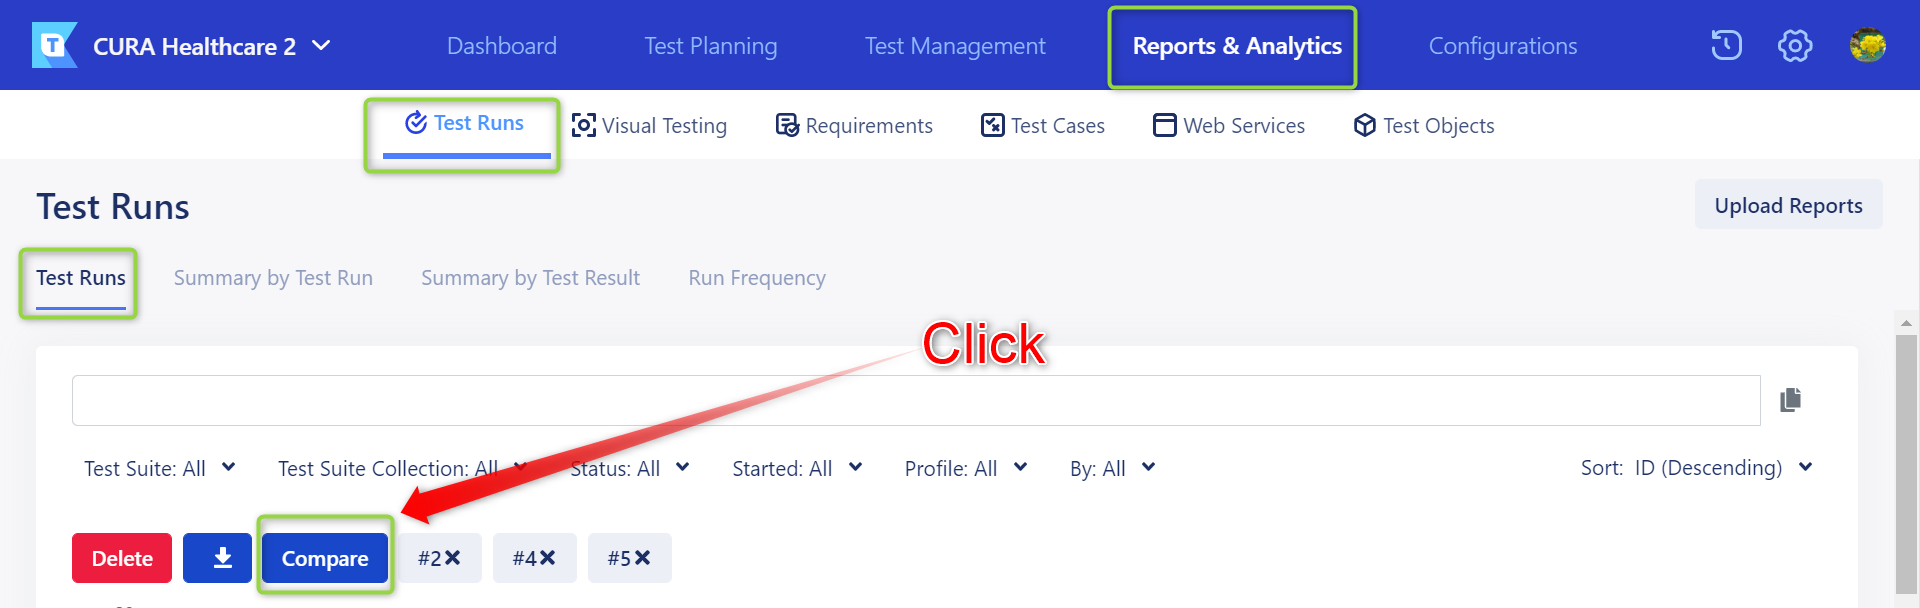 CURA Healthcare 2 Dashboard Test Planning Test Management Reports & Analytics Configurations
Test Runs Visual Testing Requirements Test Cases Web Services Test Objects
Test Runs Upload Reports
Test Runs Summary by Test Run Summary by Test Result Run Frequency
Click
Test Suite: All Test Suite Collection: All Status: All Started: All Profile: All By: All Sort: ID (Descending)
Delete Compare #2 #4 #5